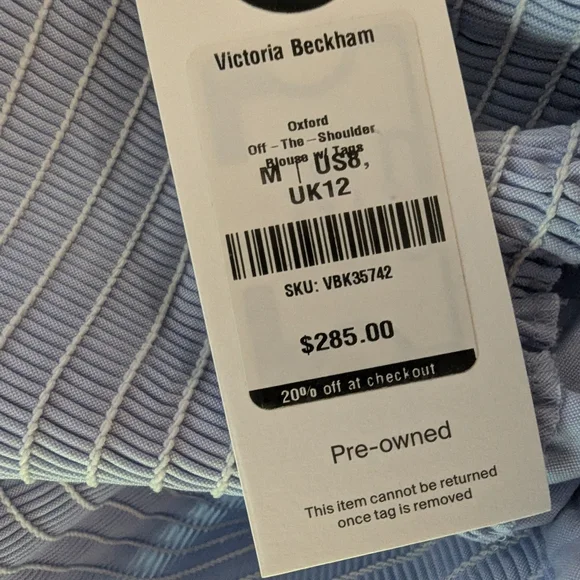 Victoria Beckham
Oxford
Off-The-Shoulder
Blouse w/ Tags
M | US8,
UK12
SKU: VBK35742
$285.00
20% off at checkout
Pre-owned
This item cannot be returned
once tag is removed